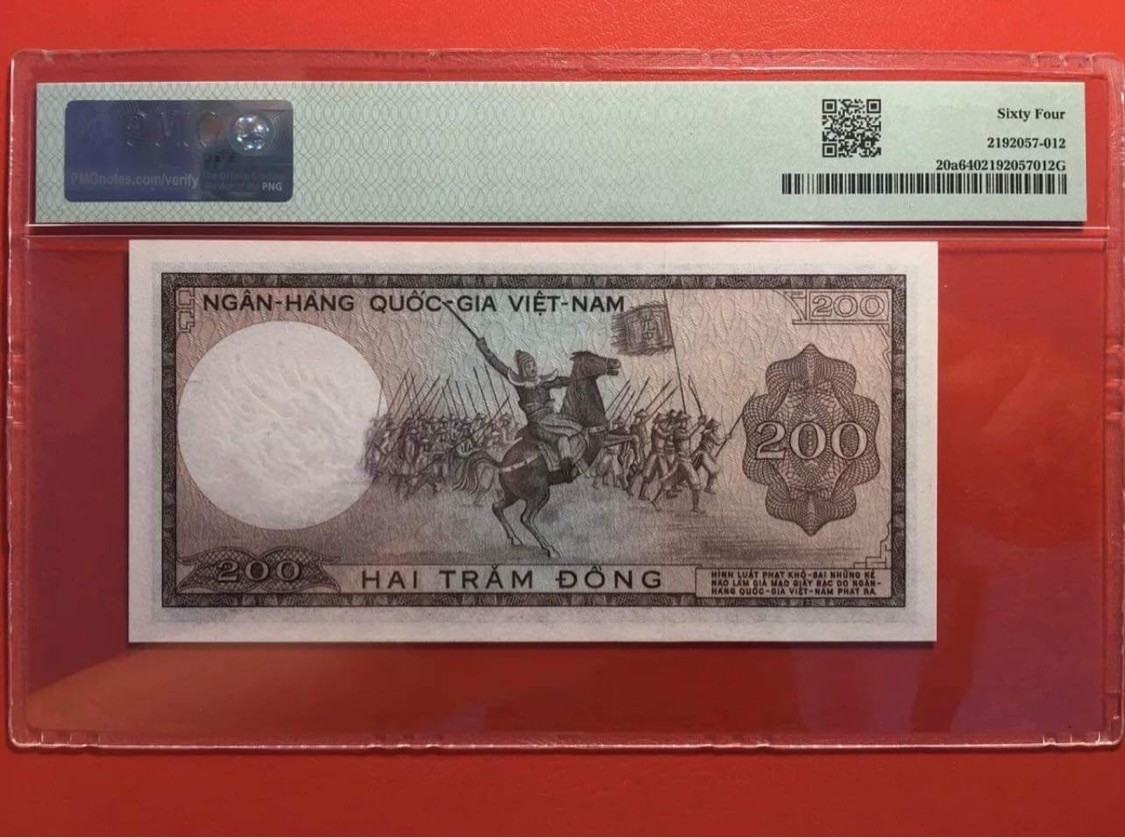 PMGnotes.com/verify
PNG
Sixty Four
2192057-012
20a6402192057012G
NGÂN-HÀNG QUỐC-GIA VIỆT-NAM
200
200
200
HAI TRĂM ĐỒNG
HÌNH LUẬT PHẠT KHỔ-SAI NHỮNG KẺ
NÀO LÀM GIẢ MẠO GIẤY BẠC DO NGÂN-
HÀNG QUỐC-GIA VIỆT-NAM PHÁT RA